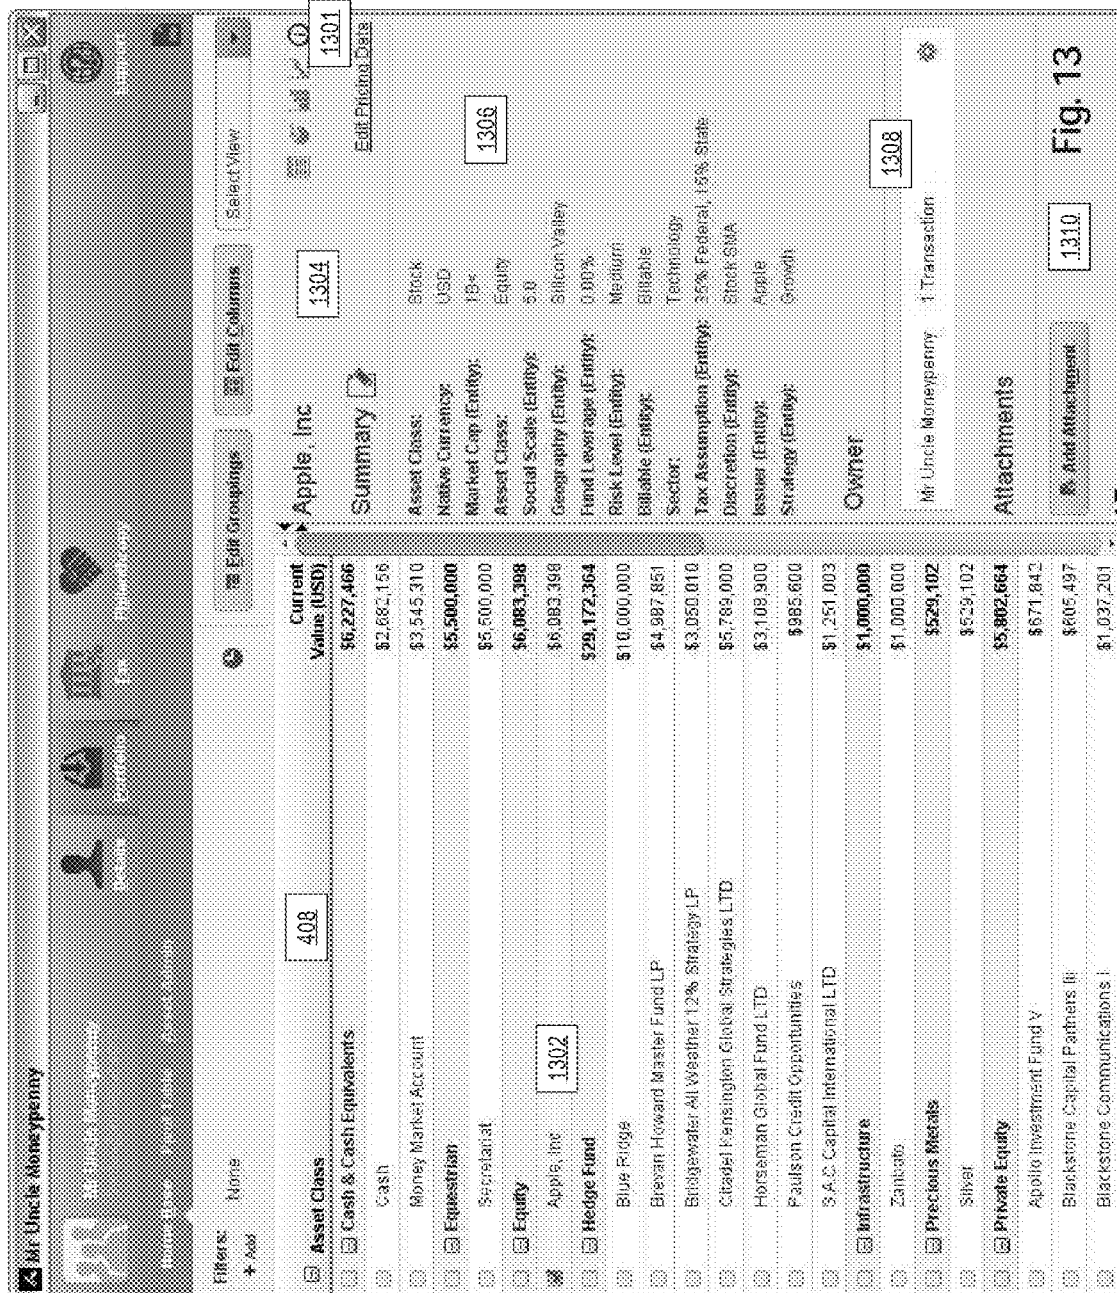 Mr Uncle Moneypenny
Filters: None
+ Add
Edit Groupings
Edit Columns
Select View
408
Asset Class Current Value (USD)
Cash & Cash Equivalents $6,227,466
Cash $2,682,156
Money Market Account $3,545,310
Equestrian $5,500,000
Secretariat $5,500,000
Equity $6,083,398
Apple, Inc $6,083,398
1302
Hedge Fund $29,172,364
Blue Ridge $10,000,000
Brevan Howard Master Fund LP $4,987,851
Bridgewater All Weather 12% Strategy LP $3,050,010
Citadel Kensington Global Strategies LTD $5,789,000
Horseman Global Fund LTD $3,108,900
Paulson Credit Opportunities $985,600
S.A.C. Capital International LTD $1,251,003
Infrastructure $1,000,000
Zanbato $1,000,000
Precious Metals $529,102
Silver $529,102
Private Equity $5,802,664
Apollo Investment Fund V $671,842
Blackstone Capital Partners III $605,497
Blackstone Communications I $1,037,201
Apple, Inc
1304
1301
Summary
Edit Pricing Data
1306
Asset Class: Stock
Native Currency: USD
Market Cap (Entity): 1B<
Asset Class: Equity
Social Scale (Entity): 5.0
Geography (Entity): Silicon Valley
Fund Leverage (Entity): 0.00%
Risk Level (Entity): Medium
Billable (Entity): Billable
Sector: Technology
Tax Assumption (Entity): 35% Federal, 15% State
Discretion (Entity): Stock SMA
Issuer (Entity): Apple
Strategy (Entity): Growth
Owner
1308
Mr Uncle Moneypenny 1 Transaction
Attachments
Add Attachment
1310
Fig. 13